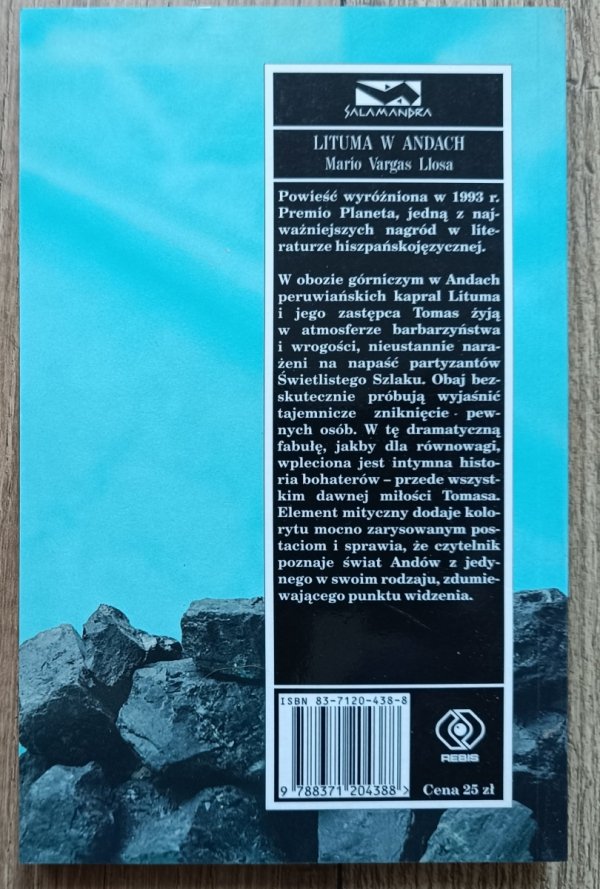 SALAMANDRA
LITUMA W ANDACH
Mario Vargas Llosa
Powieść wyróżniona w 1993 r.
Premio Planeta, jedną z naj-
ważniejszych nagród w lite-
raturze hiszpańskojęzycznej.
W obozie górniczym w Andach
peruwiańskich kapral Lituma
i jego zastępca Tomas żyją
w atmosferze barbarzyństwa
i wrogości, nieustannie nara-
żeni na napaść partyzantów
Świetlistego Szlaku. Obaj bez-
skutecznie próbują wyjaśnić
tajemnicze zniknięcie pew-
nych osób. W tę dramatyczną
fabułę, jakby dla równowagi,
wpleciona jest intymna histo-
ria bohaterów – przede wszyst-
kim dawnej miłości Tomasa.
Element mityczny dodaje kolo-
rytu mocno zarysowanym pos-
taciom i sprawia, że czytelnik
poznaje świat Andów z jedy-
nego w swoim rodzaju, zdumie-
wającego punktu widzenia.
ISBN 83-7120-438-8
9 788371 204388 >
REBIS
Cena 25 zł